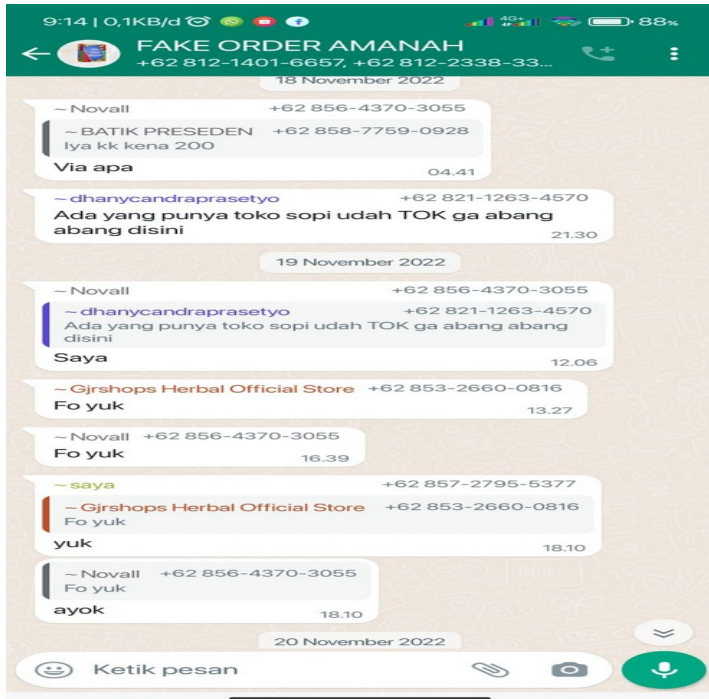 9:14 | 0,1KB/d 4G+ 88%
FAKE ORDER AMANAH
+62 812-1401-6657, +62 812-2338-33...
18 November 2022
~Novall +62 856-4370-3055
~BATIK PRESEDEN +62 858-7759-0928
Iya kk kena 200
Via apa 04.41
~dhanycandraprasetyo +62 821-1263-4570
Ada yang punya toko sopi udah TOK ga abang
abang disini 21.30
19 November 2022
~Novall +62 856-4370-3055
~dhanycandraprasetyo +62 821-1263-4570
Ada yang punya toko sopi udah TOK ga abang abang
disini
Saya 12.06
~Gjrshops Herbal Official Store +62 853-2660-0816
Fo yuk 13.27
~Novall +62 856-4370-3055
Fo yuk 16.39
~saya +62 857-2795-5377
~Gjrshops Herbal Official Store +62 853-2660-0816
Fo yuk
yuk 18.10
~Novall +62 856-4370-3055
Fo yuk
ayok 18.10
20 November 2022
Ketik pesan